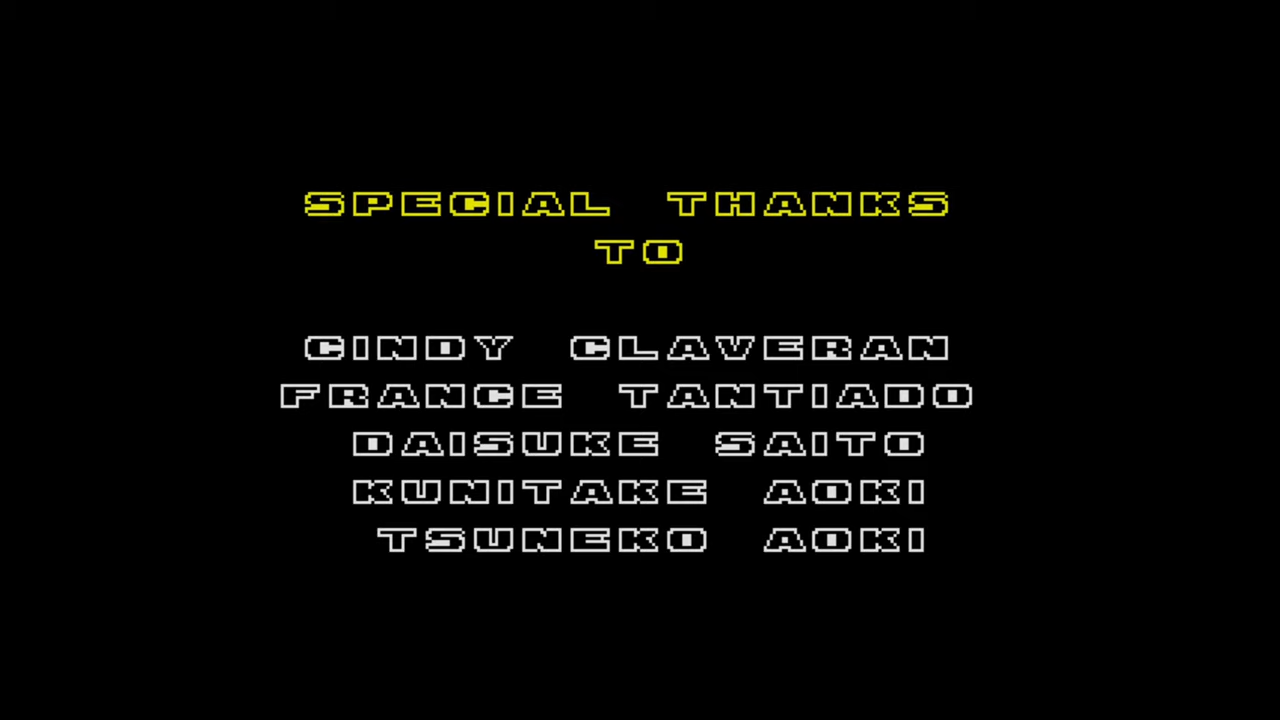 SPECIAL THANKS
TO
CINDY CLAVERAN
FRANCE TANTIADO
DAISUKE SAITO
KUNITAKE AOKI
TSUNEKO AOKI